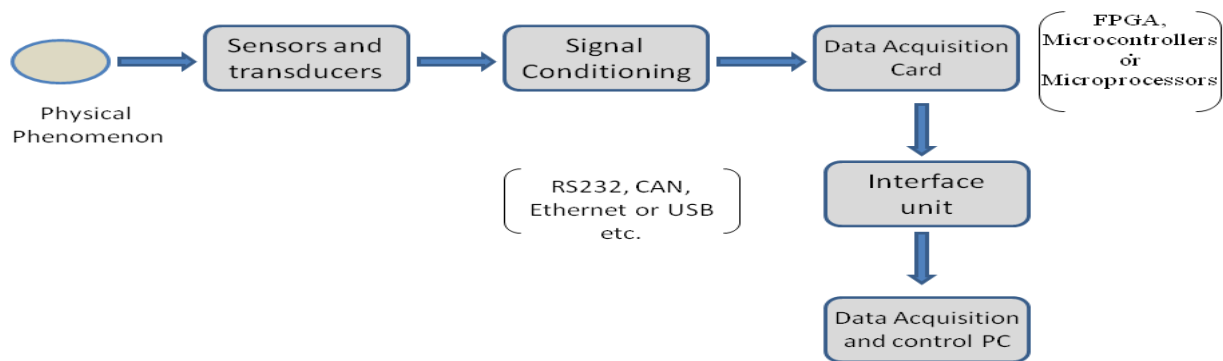 Physical
Phenomenon
Sensors and
transducers
Signal
Conditioning
Data Acquisition
Card
FPGA,
Microcontrollers
or
Microprocessors
RS232, CAN,
Ethernet or USB
etc.
Interface
unit
Data Acquisition
and control PC